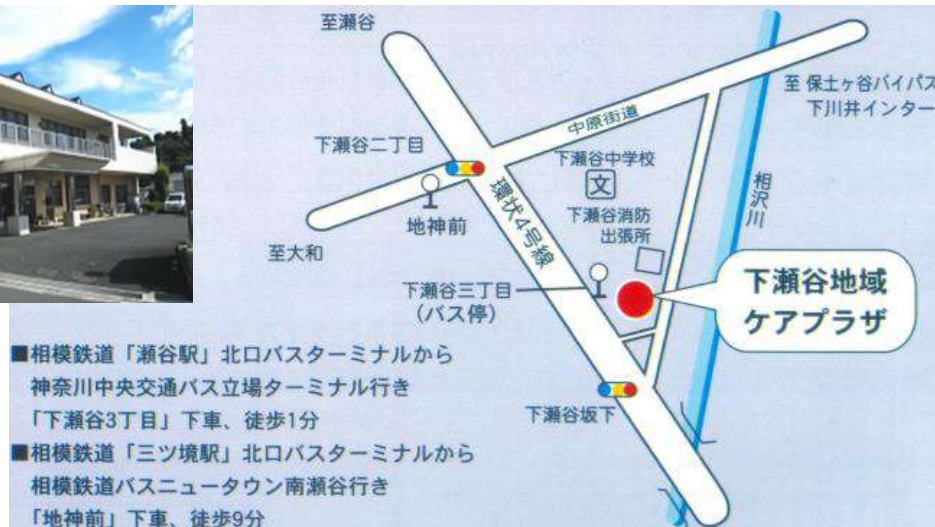 至瀬谷
至 保土ヶ谷バイパス
下川井インター
中原街道
下瀬谷二丁目
下瀬谷中学校
文
相沢川
環状4号線
下瀬谷消防
出張所
地神前
至大和
下瀬谷三丁目
(バス停)
下瀬谷地域
ケアプラザ
下瀬谷坂下
■相模鉄道「瀬谷駅」北口バスターミナルから
神奈川中央交通バス立場ターミナル行き
「下瀬谷3丁目」下車、徒歩1分
■相模鉄道「三ツ境駅」北口バスターミナルから
相模鉄道バスニュータウン南瀬谷行き
「地神前」下車、徒歩9分